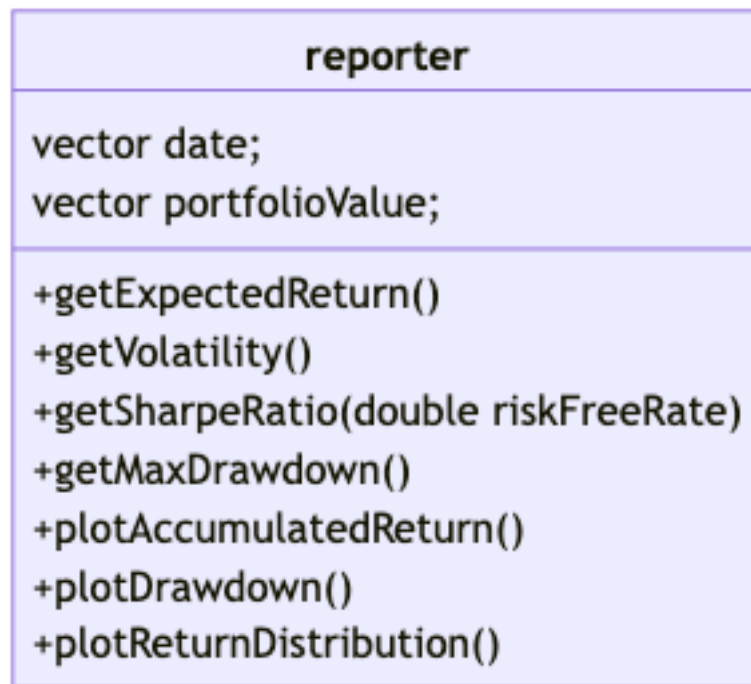 reporter
vector date;
vector portfolioValue;
+getExpectedReturn()
+getVolatility()
+getSharpeRatio(double riskFreeRate)
+getMaxDrawdown()
+plotAccumulatedReturn()
+plotDrawdown()
+plotReturnDistribution()